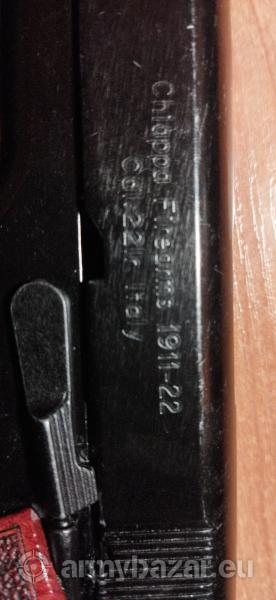 Chiappa Firearms 1911-22
Cal.22lr Italy
armybazar.eu